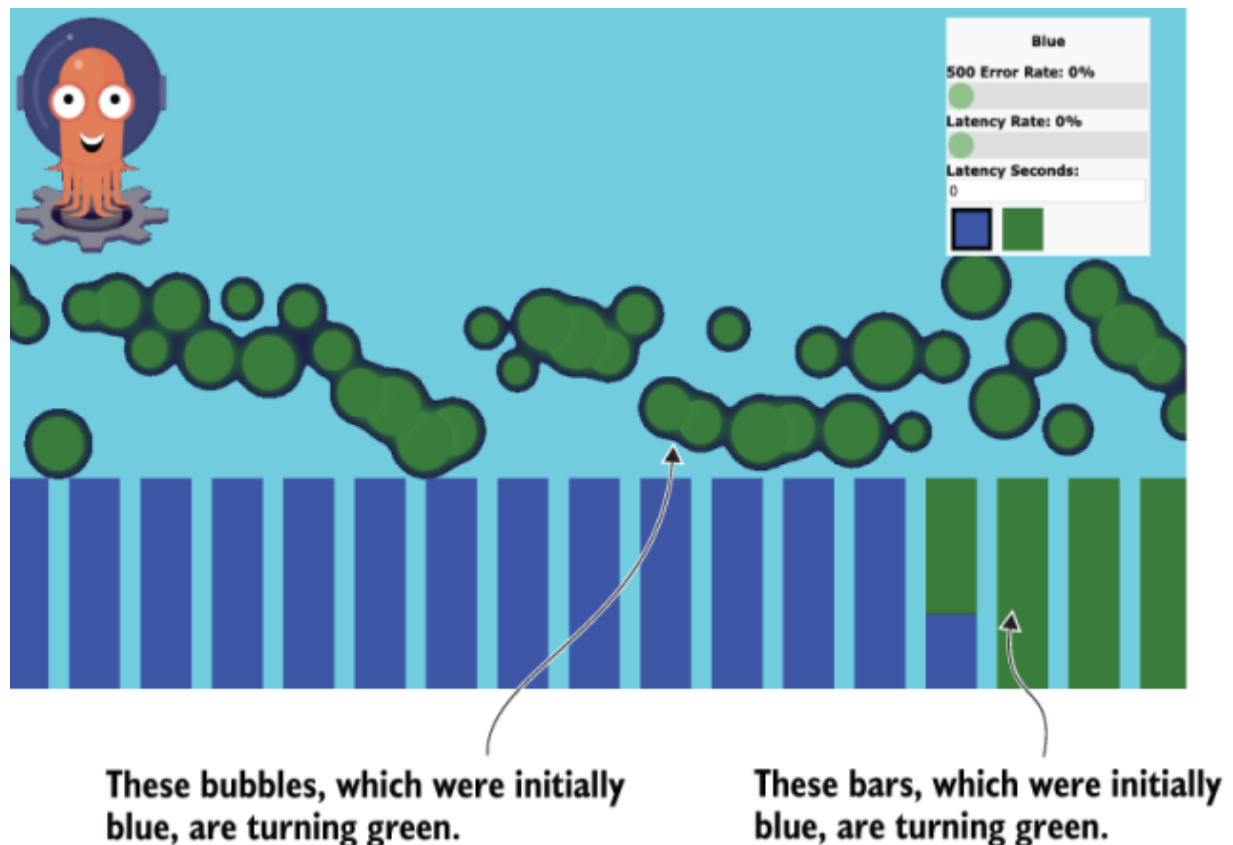 Blue
500 Error Rate: 0%
Latency Rate: 0%
Latency Seconds:
0
These bubbles, which were initially
blue, are turning green.
These bars, which were initially
blue, are turning green.